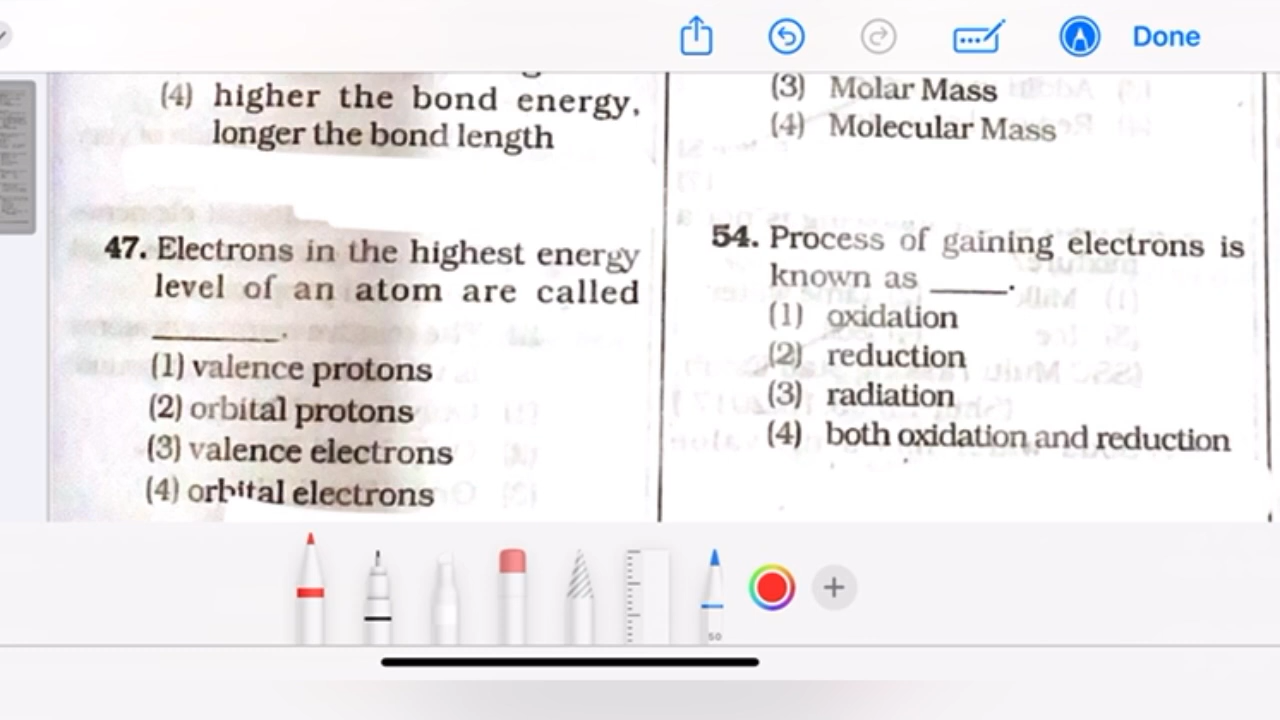 Done
(4) higher the bond energy,
longer the bond length
47. Electrons in the highest energy
level of an atom are called
______.
(1) valence protons
(2) orbital protons
(3) valence electrons
(4) orbital electrons
(3) Molar Mass
(4) Molecular Mass
54. Process of gaining electrons is
known as _____.
(1) oxidation
(2) reduction
(3) radiation
(4) both oxidation and reduction
50